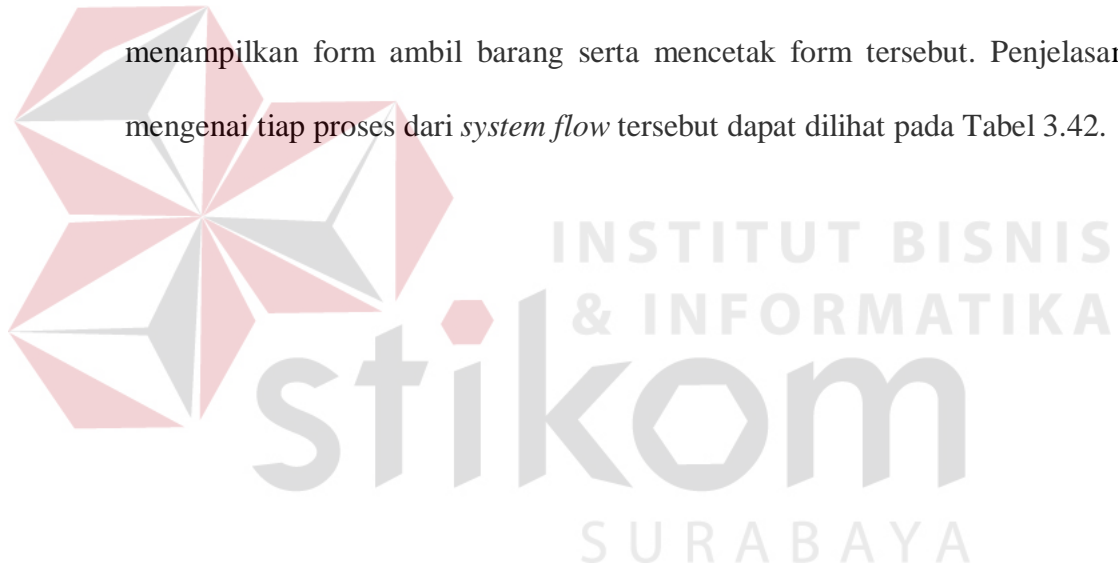 menampilkan form ambil barang serta mencetak form tersebut. Penjelasan
mengenai tiap proses dari system flow tersebut dapat dilihat pada Tabel 3.42.
INSTITUT BISNIS
& INFORMATIKA
stikom
SURABAYA